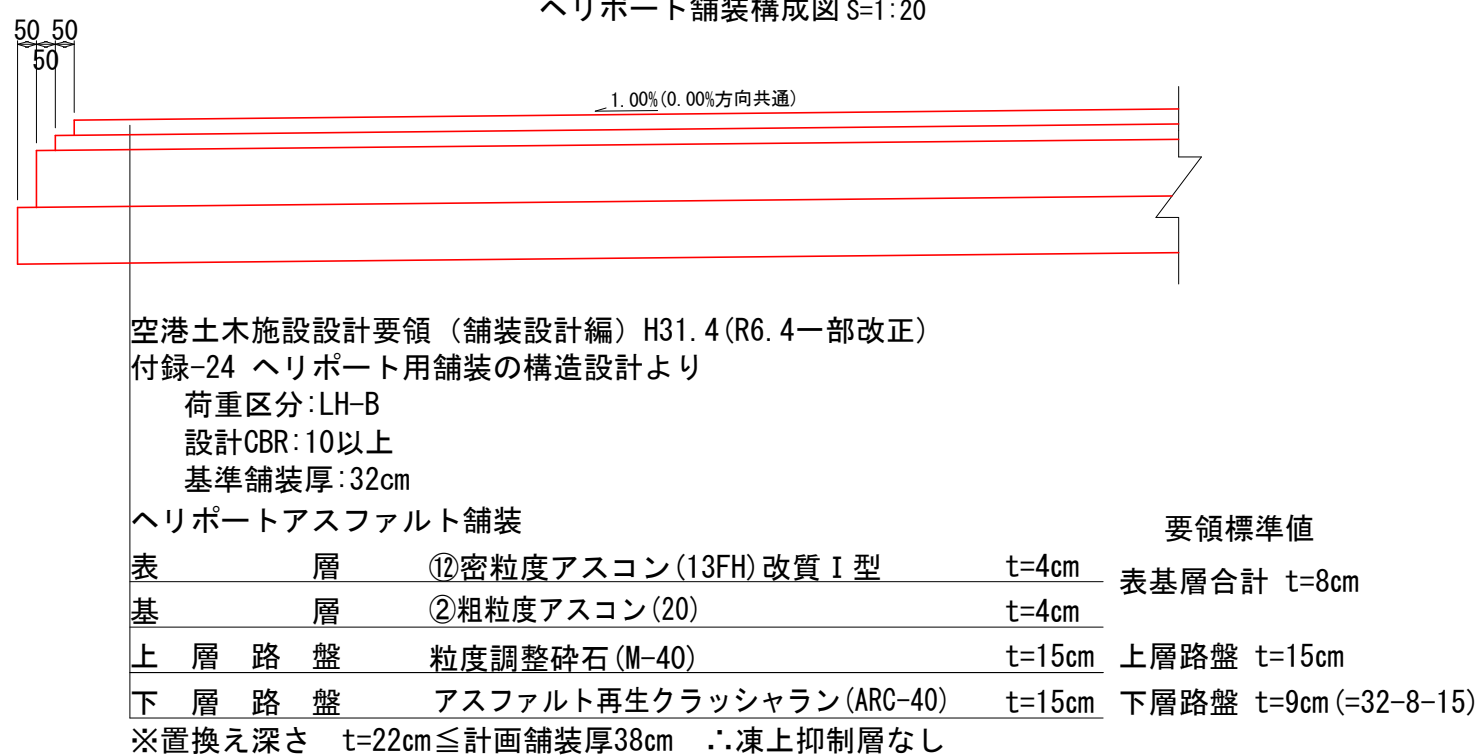 ヘリポート舗装構成図 S=1:20
50 50
50
1.00%(0.00%方向共通)
空港土木施設設計要領（舗装設計編）H31.4(R6.4一部改正)
付録-24 ヘリポート用舗装の構造設計より
荷重区分:LH-B
設計CBR:10以上
基準舗装厚:32cm
ヘリポートアスファルト舗装 要領標準値
表層 ⑫密粒度アスコン(13FH)改質Ⅰ型 t=4cm 表基層合計 t=8cm
基層 ②粗粒度アスコン(20) t=4cm
上層路盤 粒度調整砕石(M-40) t=15cm 上層路盤 t=15cm
下層路盤 アスファルト再生クラッシャラン(ARC-40) t=15cm 下層路盤 t=9cm(=32-8-15)
※置換え深さ t=22cm≦計画舗装厚38cm ∴凍上抑制層なし